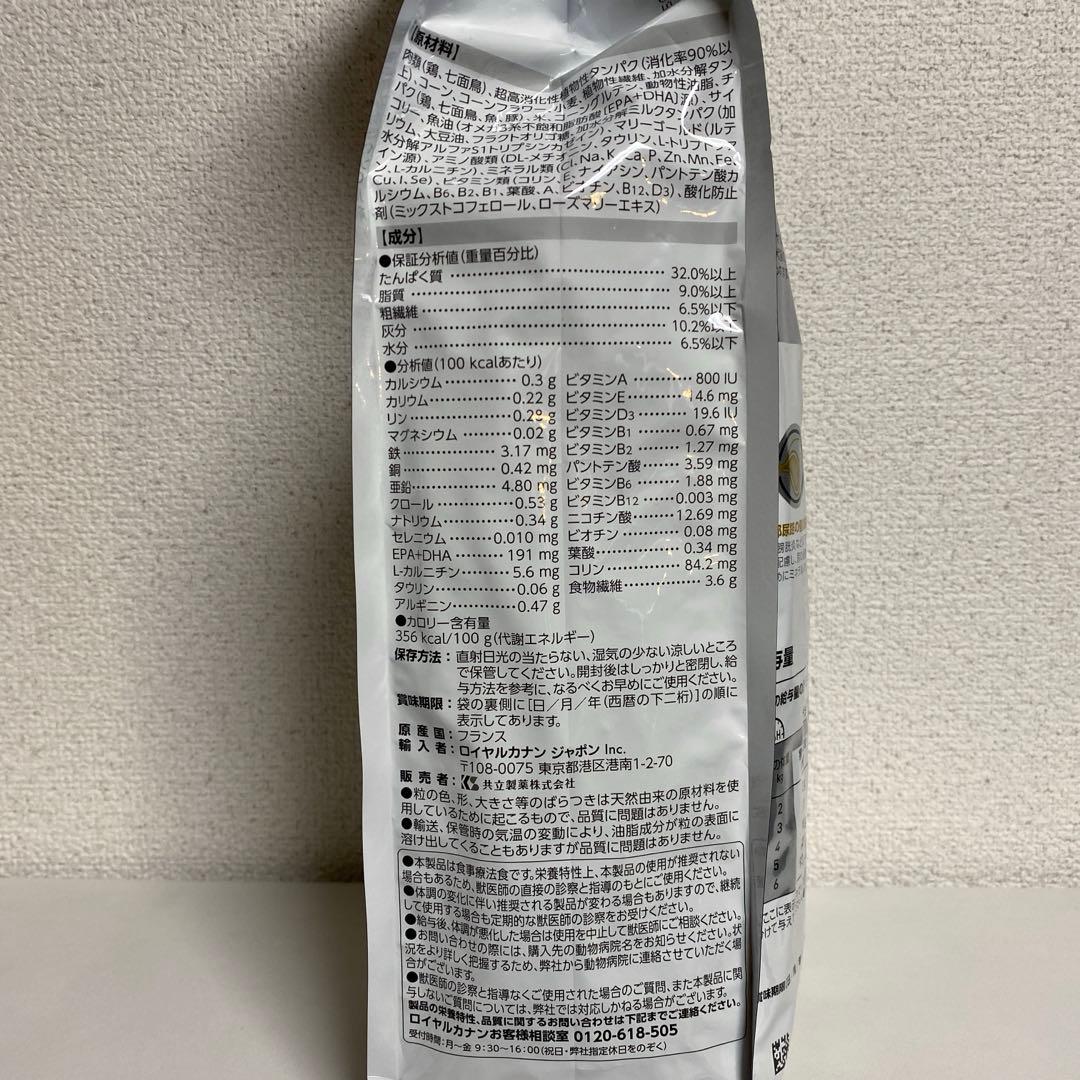 【原材料】
肉類(鶏、七面鳥)、超高消化性植物性タンパク(消化率90%以
上)、コーン、コーンフラワー、小麦、植物性繊維、加水分解タン
パク(鶏、七面鳥、魚、豚)、米、コーングルテン、動物性油脂、チ
コリー、魚油(オメガ3系不飽和脂肪酸[EPA+DHA]源)、サイ
リウム、大豆油、フラクトオリゴ糖、加水分解ミルクタンパク(加
水分解アルファS1トリプシンカゼイン)、マリーゴールド(ルテ
イン源)、アミノ酸類(DL-メチオニン、タウリン、L-トリプトファ
ン、L-カルニチン)、ミネラル類(Cl、Na、K、Ca、P、Zn、Mn、Fe、
Cu、I、Se)、ビタミン類(コリン、E、ナイアシン、パントテン酸カ
ルシウム、B6、B2、B1、葉酸、A、ビオチン、B12、D3)、酸化防止
剤(ミックストコフェロール、ローズマリーエキス)
【成分】
●保証分析値(重量百分比)
たんぱく質 32.0%以上
脂質 9.0%以上
粗繊維 6.5%以下
灰分 10.2%以下
水分 6.5%以下
●分析値(100 kcalあたり)
カルシウム 0.3 g
カリウム 0.22 g
リン 0.28 g
マグネシウム 0.02 g
鉄 3.17 mg
銅 0.42 mg
亜鉛 4.80 mg
クロール 0.53 g
ナトリウム 0.34 g
セレニウム 0.010 mg
EPA+DHA 191 mg
L-カルニチン 5.6 mg
タウリン 0.06 g
アルギニン 0.47 g
ビタミンA 800 IU
ビタミンE 14.6 mg
ビタミンD3 19.6 IU
ビタミンB1 0.67 mg
ビタミンB2 1.27 mg
パントテン酸 3.59 mg
ビタミンB6 1.88 mg
ビタミンB12 0.003 mg
ニコチン酸 12.69 mg
ビオチン 0.08 mg
葉酸 0.34 mg
コリン 84.2 mg
食物繊維 3.6 g
●カロリー含有量
356 kcal/100 g(代謝エネルギー)
保存方法：直射日光の当たらない、湿気の少ない涼しいところ
で保管してください。開封後はしっかりと密閉し、給
与方法を参考に、なるべくお早めにご使用ください。
賞味期限：袋の裏側に[日／月／年(西暦の下二桁)]の順に
表示してあります。
原産国：フランス
輸入者：ロイヤルカナン ジャポン Inc.
〒108-0075 東京都港区港南1-2-70
販売者：共立製薬株式会社
●粒の色、形、大きさ等のばらつきは天然由来の原材料を使
用しているために起こるもので、品質に問題はありません。
●輸送、保管時の気温の変動により、油脂成分が粒の表面に
溶け出してくることもありますが品質に問題はありません。
●本製品は食事療法食です。栄養特性上、本製品の使用が推奨されない
場合もあるため、獣医師の直接の診察と指導のもとにご使用ください。
●体調の変化に伴い推奨される製品が変わる場合もありますので、継続
して使用する場合も定期的な獣医師の診察をお受けください。
●給与後、体調が悪化した場合は使用を中止して獣医師にご相談ください。
●お問い合わせの際には、購入先の動物病院名をお知らせください。状
況をより詳しく把握するため、弊社から動物病院に連絡させていただく場
合がございます。
●獣医師の診察と指導なくご使用された場合のご質問、また本製品に関
与しないご質問については、弊社では対応しかねる場合がございます。
製品の栄養特性、品質に関するお問い合わせは下記までご連絡ください。
ロイヤルカナンお客様相談室 0120-618-505
受付時間：月～金 9:30～16:00(祝日・弊社指定休日をのぞく)
与量
の給与量の
kg
2
3
4
5
6
ここに表
けて与え
賞味期限は